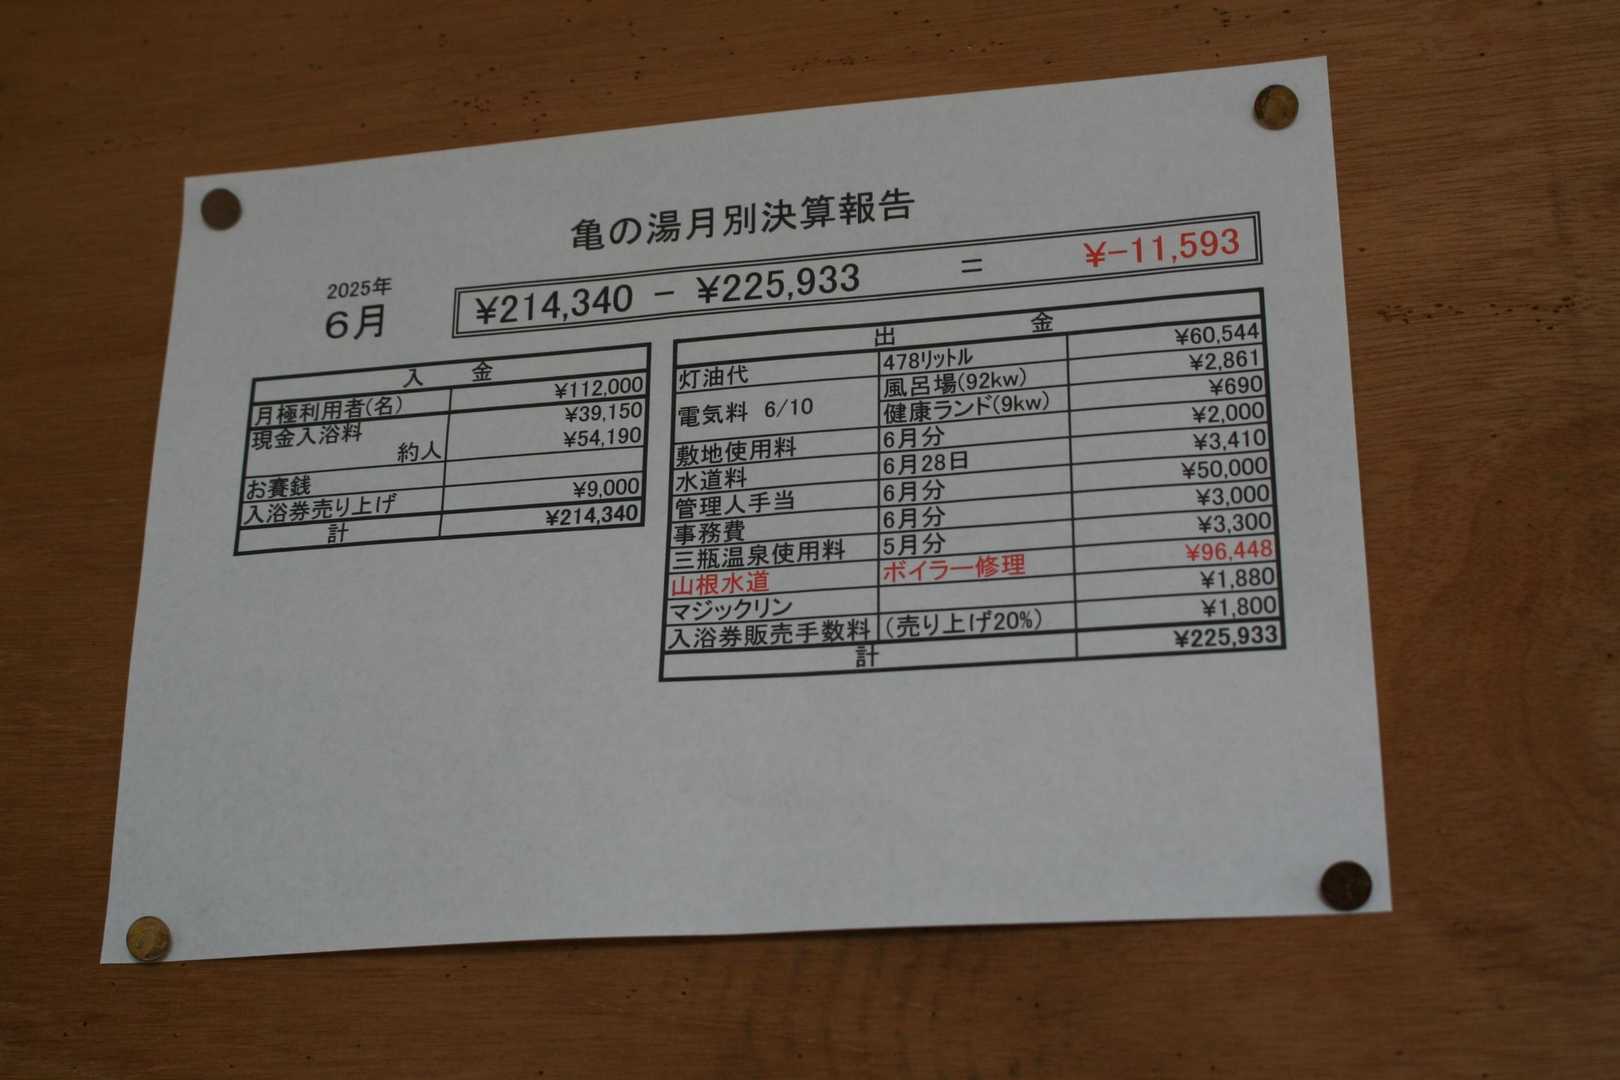 亀の湯月別決算報告
2025年
6月
¥214,340 － ¥225,933 ＝ ¥-11,593
入 金
月極利用者(名) ¥112,000
現金入浴料 ¥39,150
約人 ¥54,190
お賽銭
入浴券売り上げ ¥9,000
計 ¥214,340
出 金
灯油代 478リットル ¥60,544
電気料 6/10 風呂場(92kw) ¥2,861
健康ランド(9kw) ¥690
敷地使用料 6月分 ¥2,000
水道料 6月28日 ¥3,410
管理人手当 6月分 ¥50,000
事務費 6月分 ¥3,000
三瓶温泉使用料 5月分 ¥3,300
山根水道 ボイラー修理 ¥96,448
マジックリン ¥1,880
入浴券販売手数料 (売り上げ20%) ¥1,800
計 ¥225,933